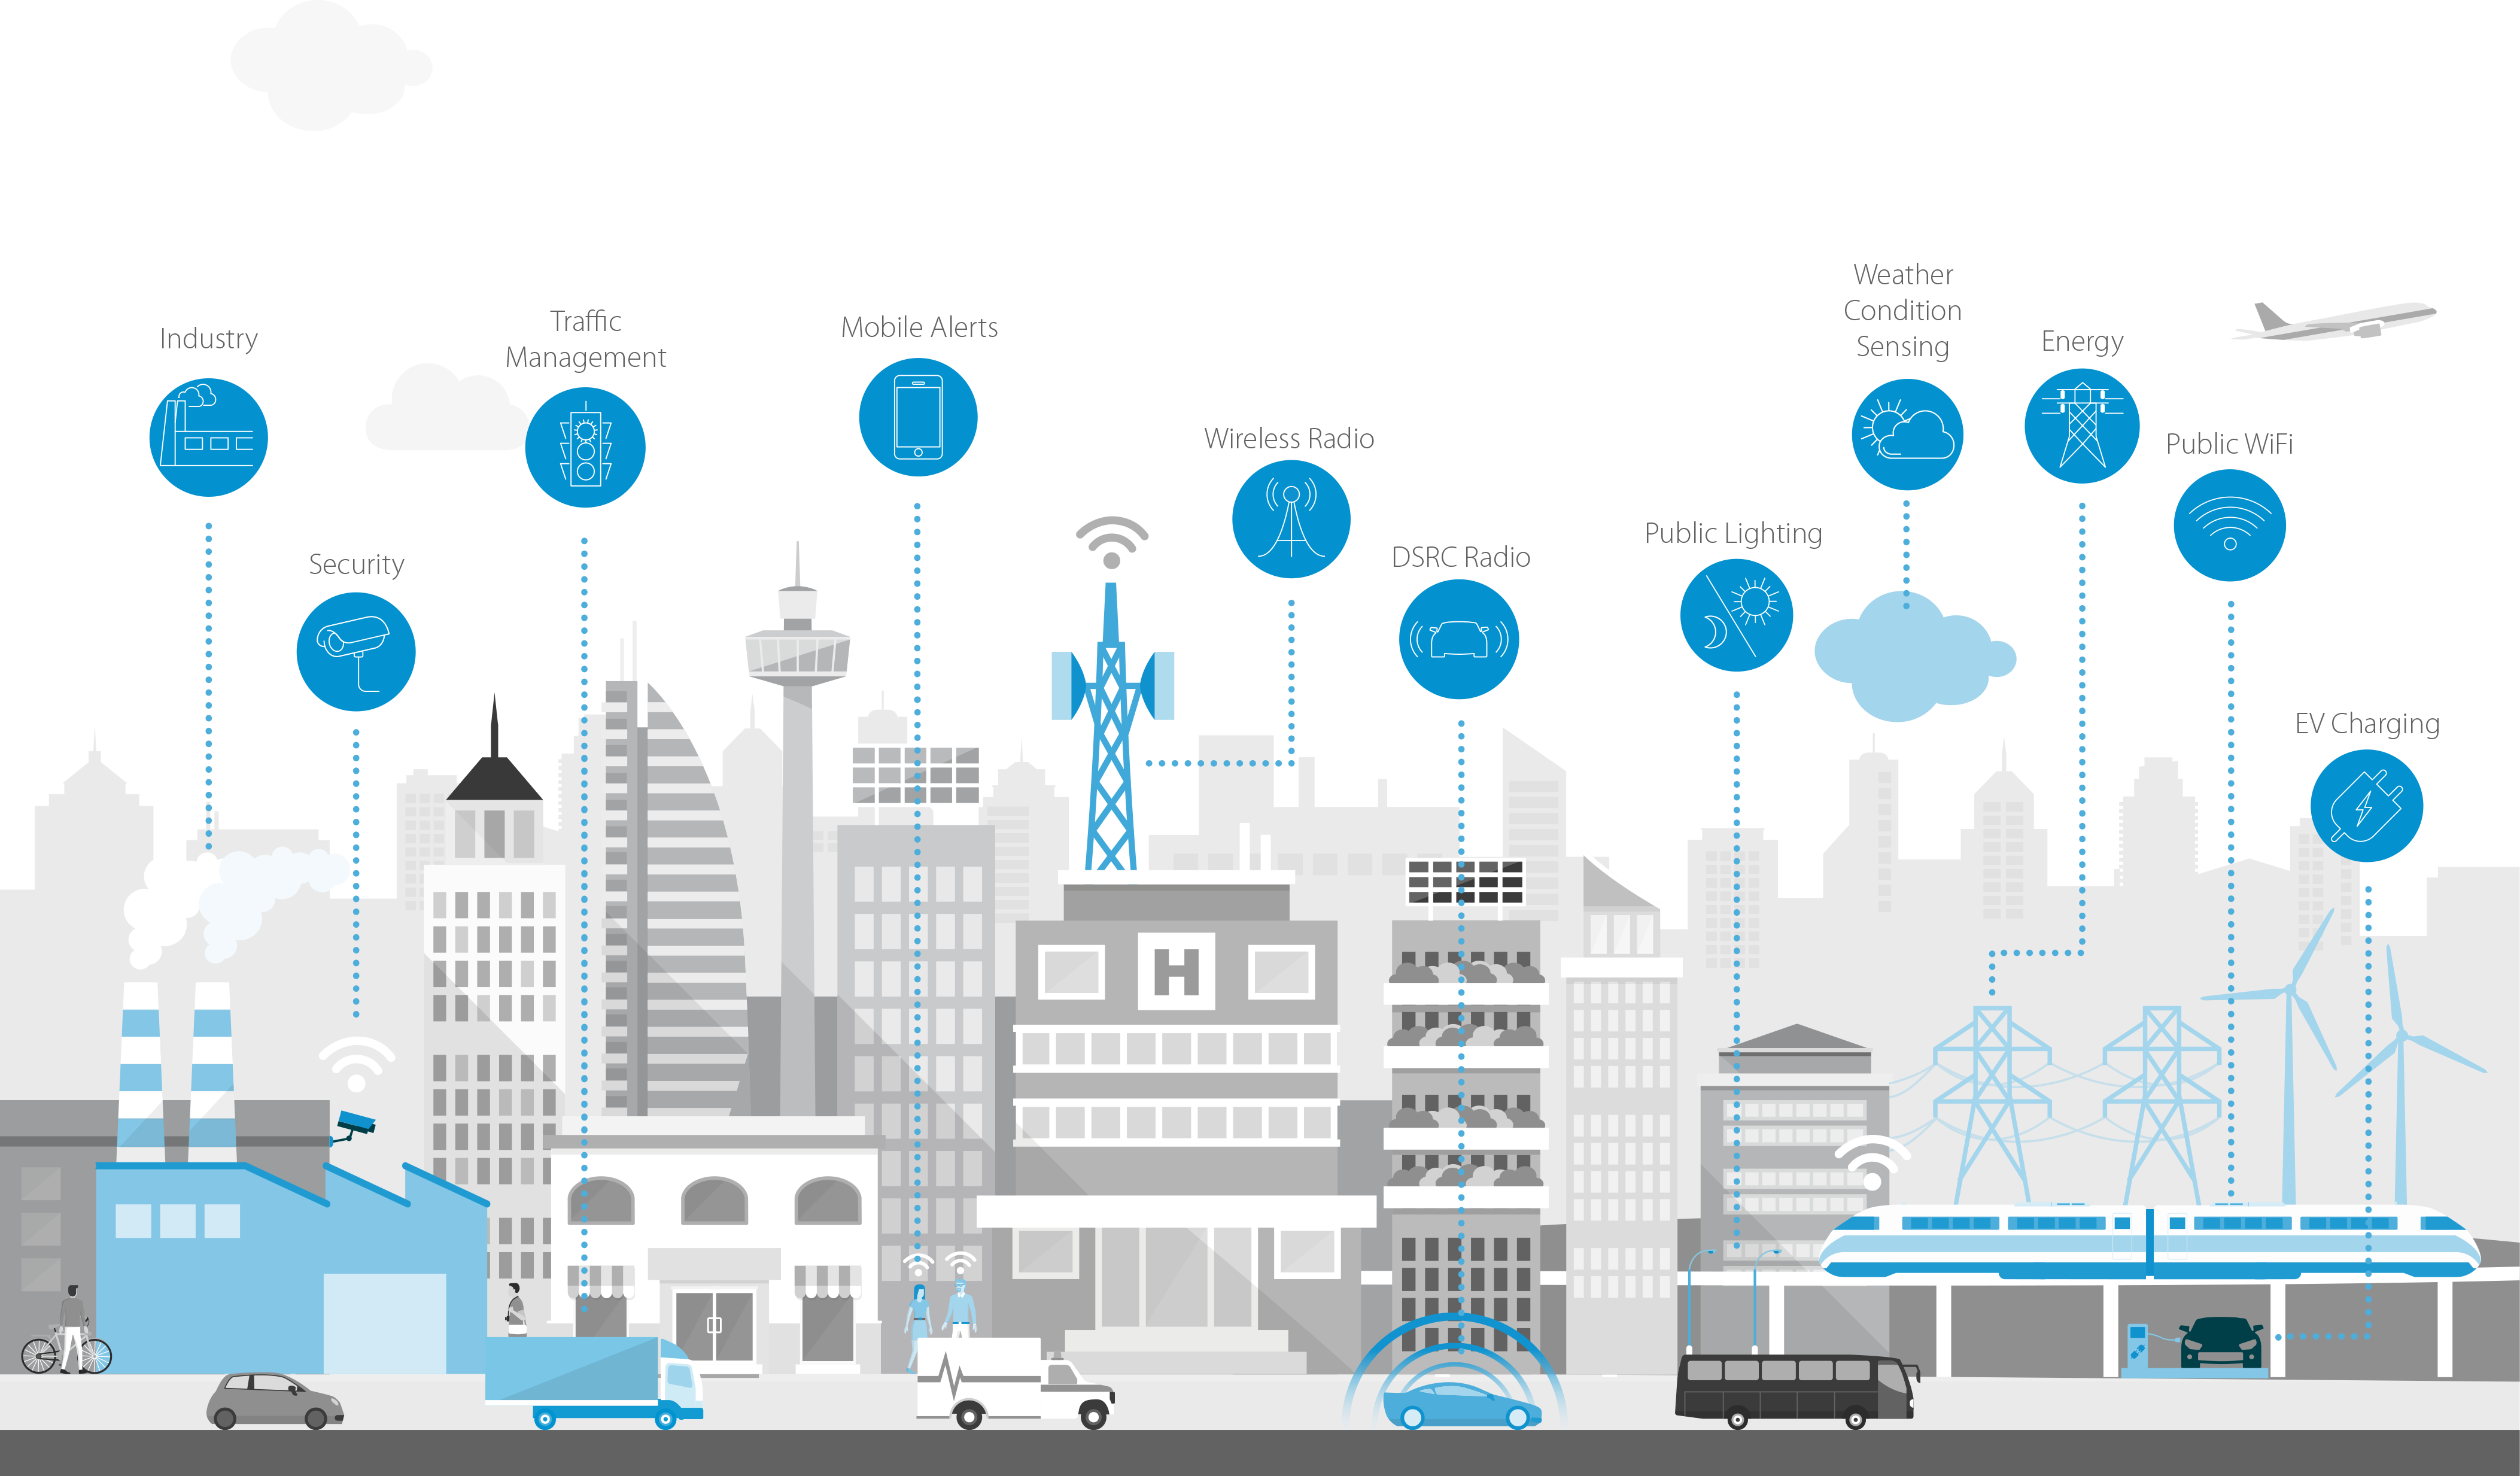 Industry
Security
Traffic
Management
Mobile Alerts
Wireless Radio
DSRC Radio
Public Lighting
Weather
Condition
Sensing
Energy
Public WiFi
EV Charging
H